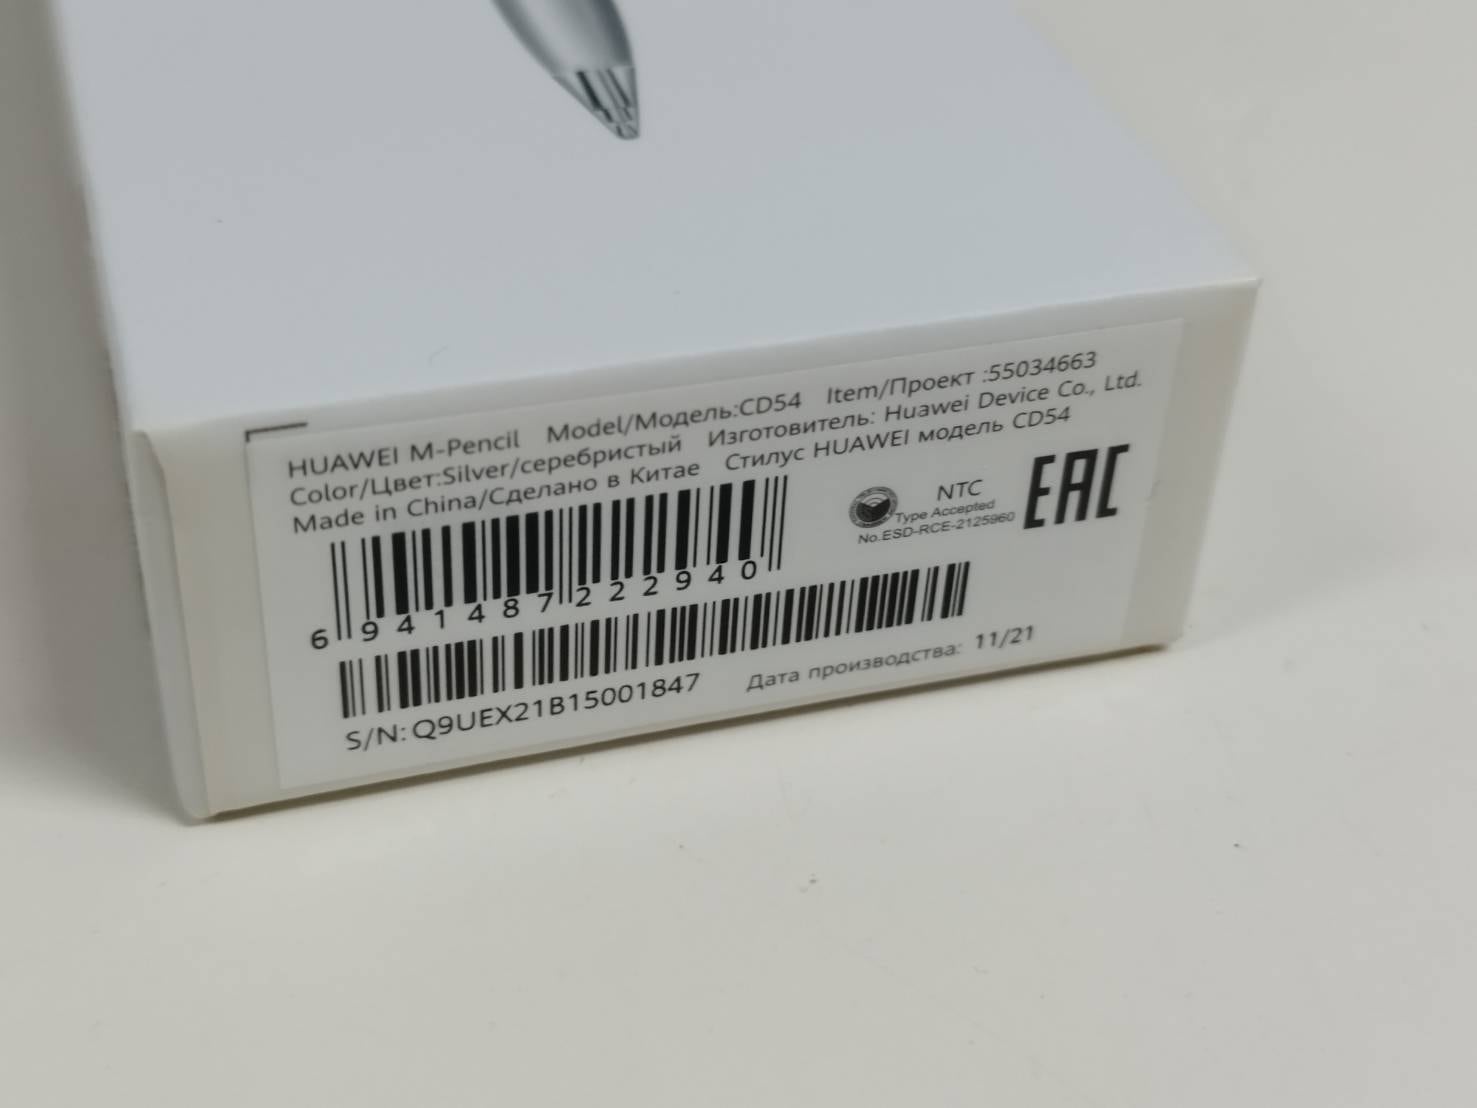 HUAWEI M-Pencil Model/Модель:CD54 Item/Проект :55034663
Color/Цвет:Silver/серебристый Изготовитель: Huawei Device Co., Ltd.
Made in China/Сделано в Китае Стилус HUAWEI модель CD54
NTC
Type Accepted
No.ESD-RCE-2125960
EAC
6 941487 222940
S/N: Q9UEX21B15001847
Дата производства: 11/21